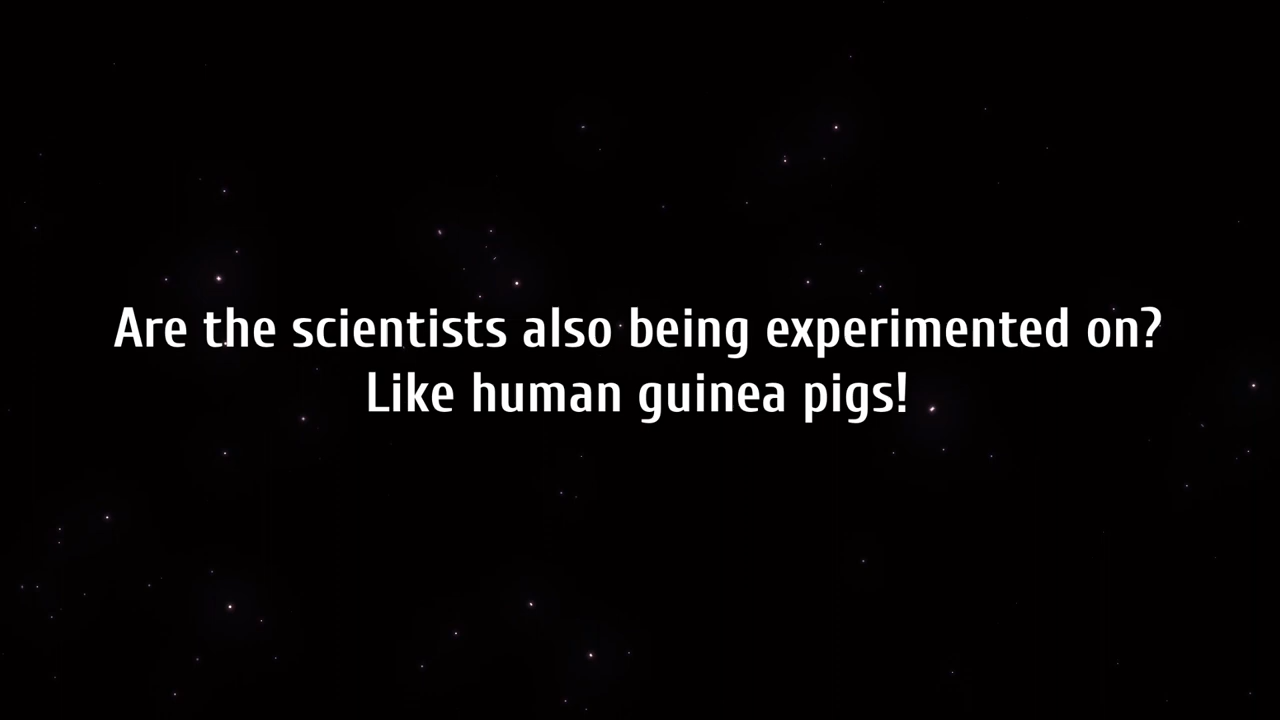 Are the scientists also being experimented on?
Like human guinea pigs!